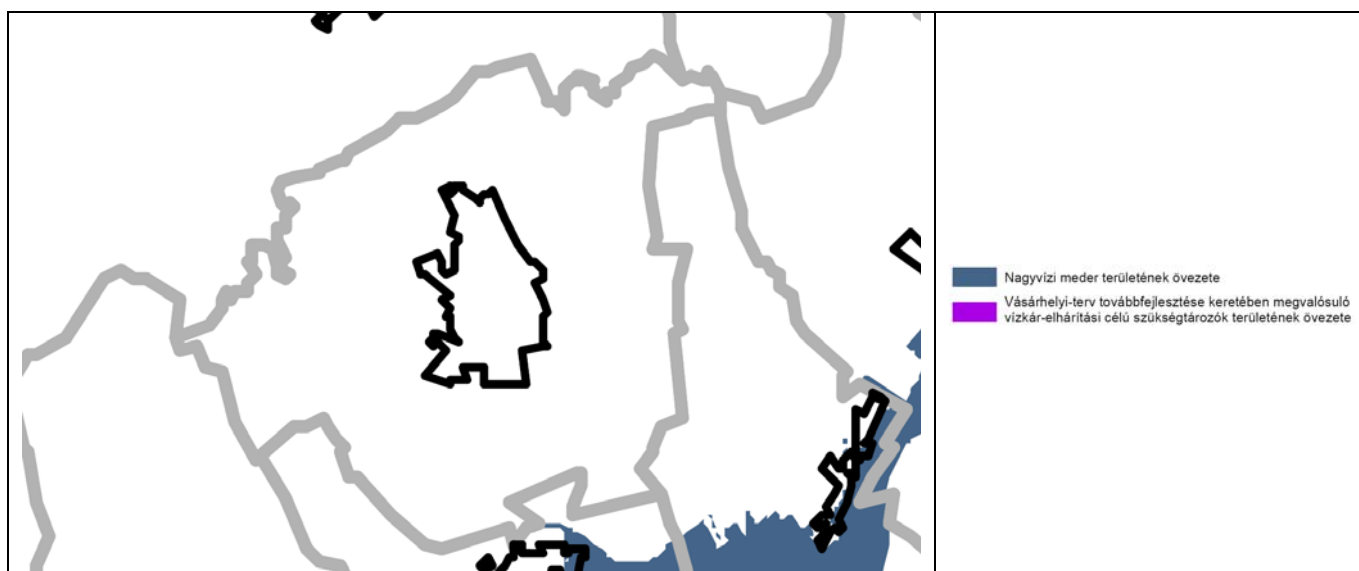 Nagyvízi meder területének övezete
Vásárhelyi-terv továbbfejlesztése keretében megvalósuló
vízkár-elhárítási célú szükségtározók területének övezete